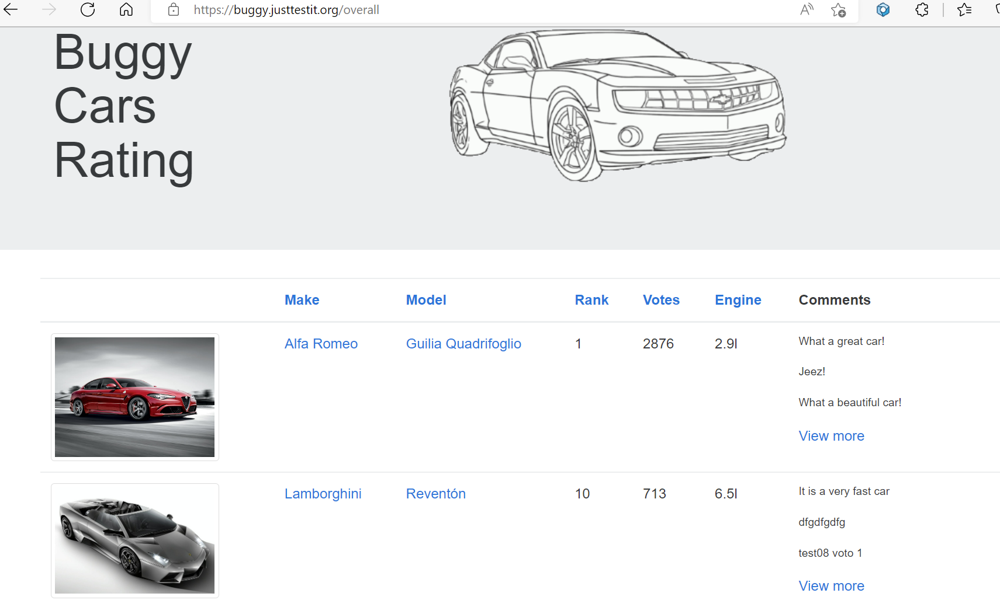 https://buggy.justtestit.org/overall
Buggy
Cars
Rating
Make Model Rank Votes Engine Comments
Alfa Romeo Guilia Quadrifoglio 1 2876 2.9l What a great car!
Jeez!
What a beautiful car!
View more
Lamborghini Reventón 10 713 6.5l It is a very fast car
dfgdfgdfg
test08 voto 1
View more